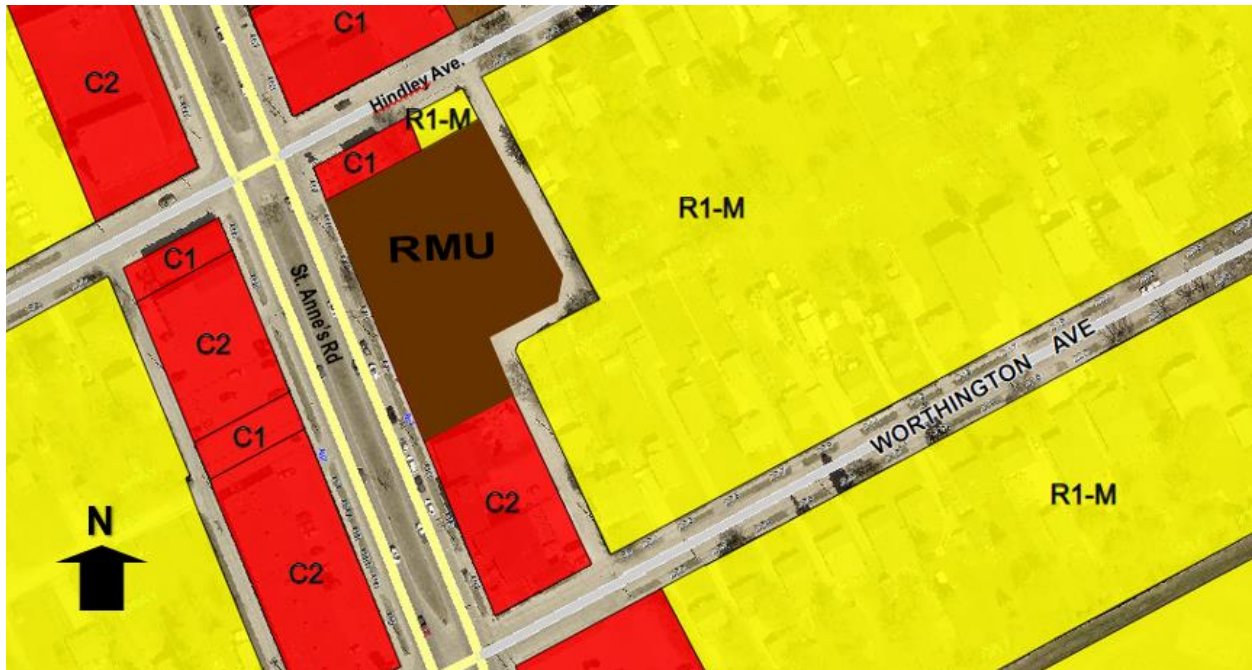 C1
C2
Hindley Ave.
R1-M
C1
R1-M
RMU
C1
St. Anne's Rd
C2
WORTHINGTON AVE
C1
C2
R1-M
N
C2